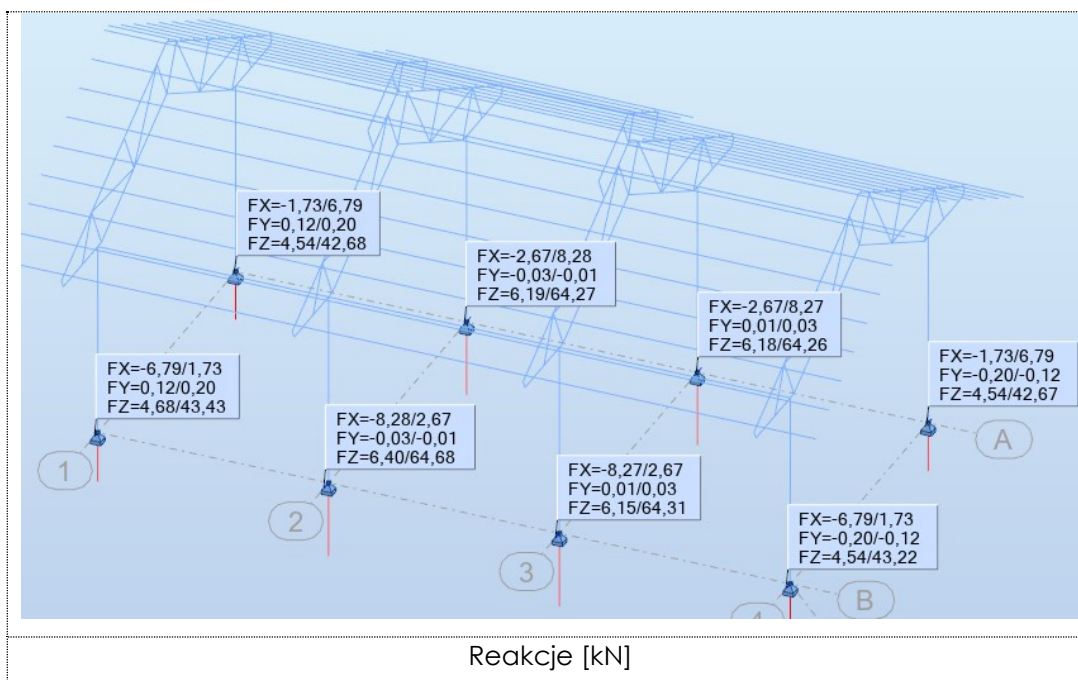 FX=-1,73/6,79
FY=0,12/0,20
FZ=4,54/42,68
FX=-2,67/8,28
FY=-0,03/-0,01
FZ=6,19/64,27
FX=-2,67/8,27
FY=0,01/0,03
FZ=6,18/64,26
FX=-1,73/6,79
FY=-0,20/-0,12
FZ=4,54/42,67
A
FX=-6,79/1,73
FY=0,12/0,20
FZ=4,68/43,43
1
FX=-8,28/2,67
FY=-0,03/-0,01
FZ=6,40/64,68
2
FX=-8,27/2,67
FY=0,01/0,03
FZ=6,15/64,31
3
FX=-6,79/1,73
FY=-0,20/-0,12
FZ=4,54/43,22
4
B
Reakcje [kN]